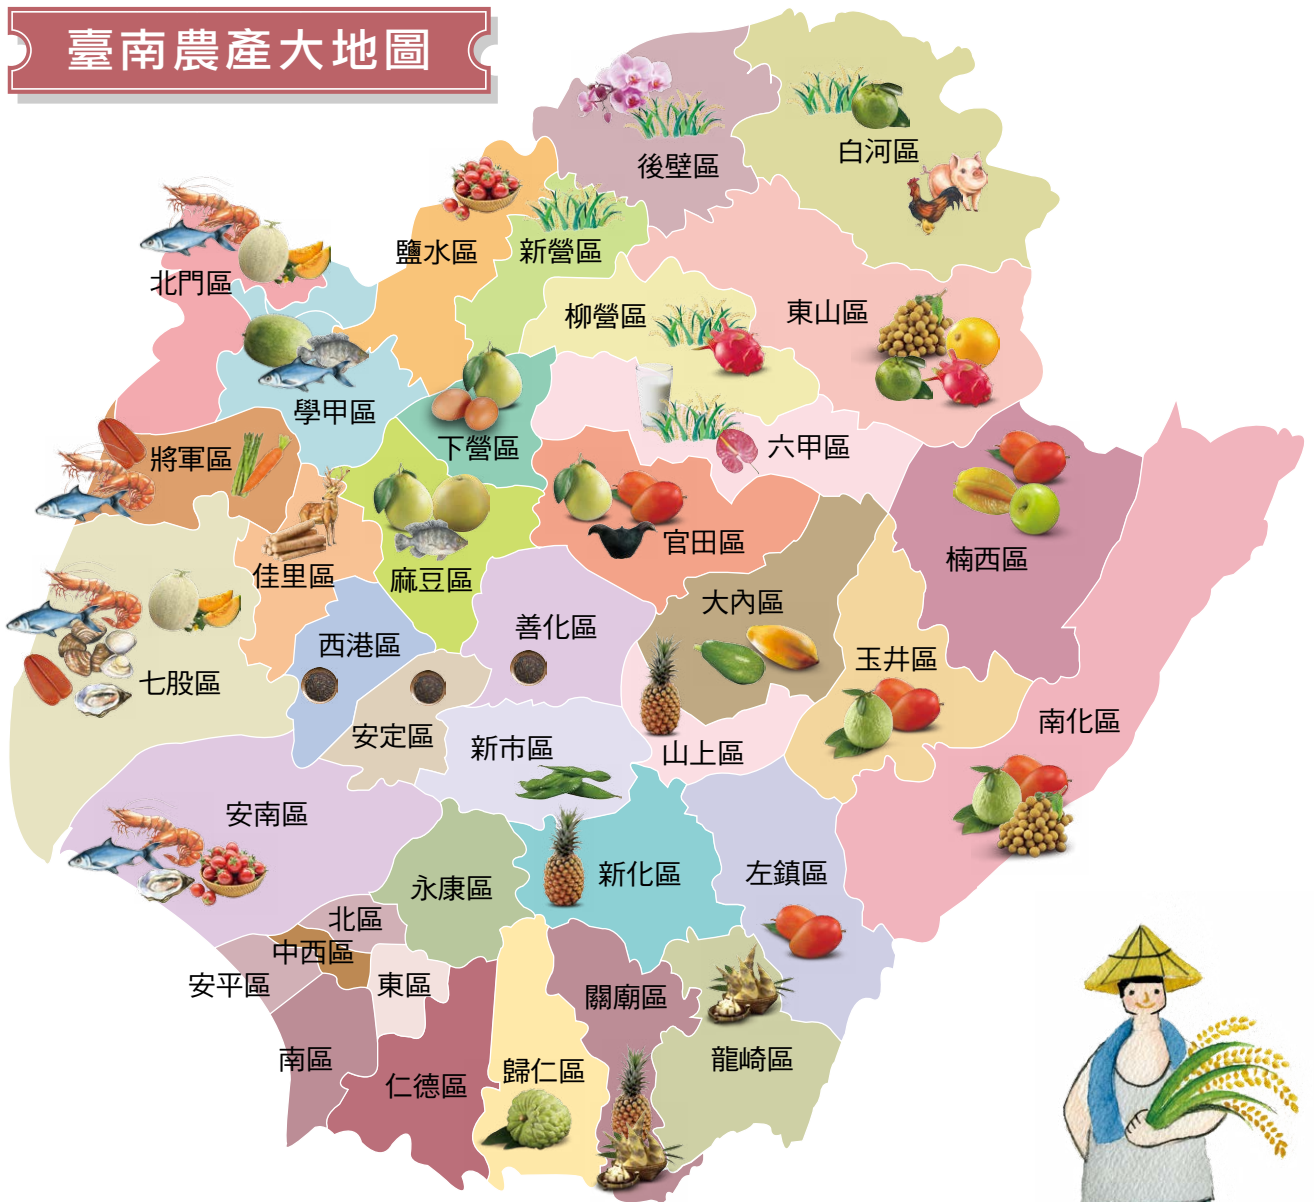 臺南農產大地圖
後壁區
白河區
鹽水區
新營區
北門區
柳營區
東山區
學甲區
下營區
六甲區
將軍區
官田區
楠西區
佳里區
麻豆區
大內區
西港區
善化區
玉井區
七股區
南化區
安定區
新市區
山上區
安南區
永康區
新化區
左鎮區
北區
中西區
安平區
東區
關廟區
南區
仁德區
歸仁區
龍崎區